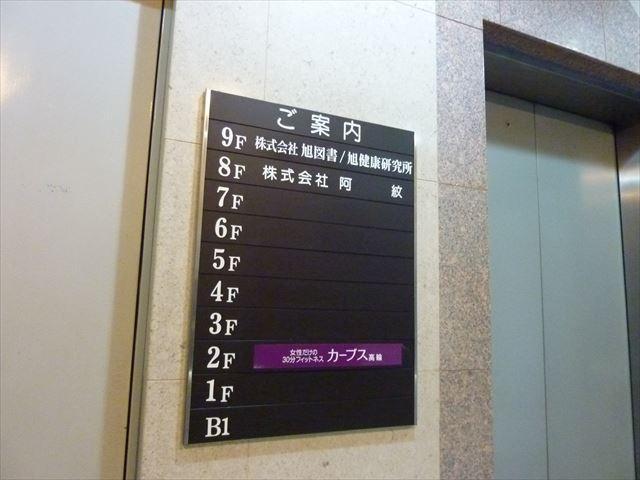 ご案内
9F 株式会社 旭図書/旭健康研究所
8F 株式会社 阿 紋
7F
6F
5F
4F
3F
2F 女性だけの 30分フィットネス カーブス 高輪
1F
B1